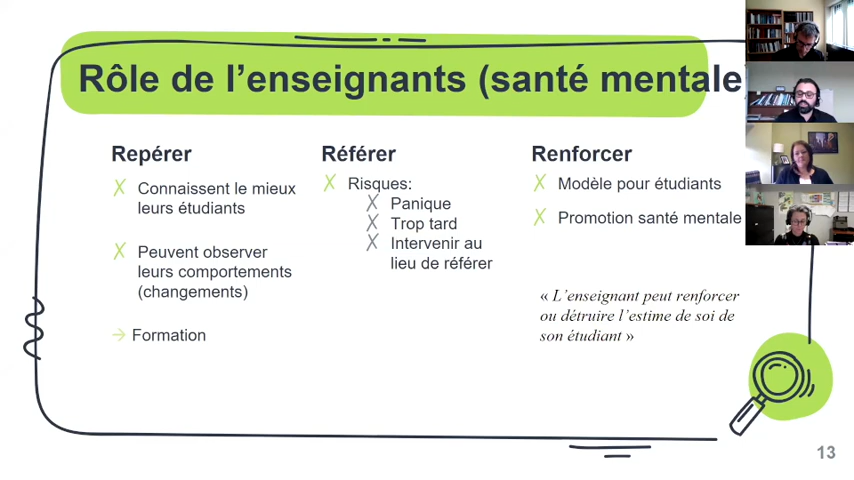 Rôle de l’enseignants (santé mentale)
Repérer
Connaissent le mieux
leurs étudiants
Peuvent observer
leurs comportements
(changements)
→ Formation
Référer
Risques:
Panique
Trop tard
Intervenir au
lieu de référer
Renforcer
Modèle pour étudiants
Promotion santé mentale
« L’enseignant peut renforcer
ou détruire l’estime de soi de
son étudiant »
13